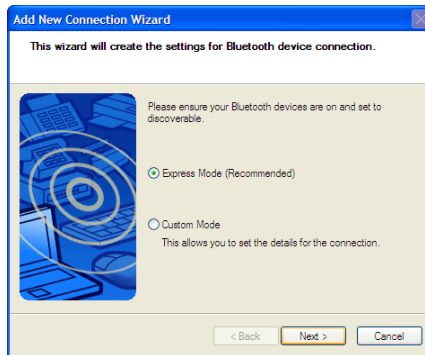 Add New Connection Wizard
This wizard will create the settings for Bluetooth device connection.
Please ensure your Bluetooth devices are on and set to
discoverable.
Express Mode (Recommended)
Custom Mode
This allows you to set the details for the connection.
< Back
Next >
Cancel